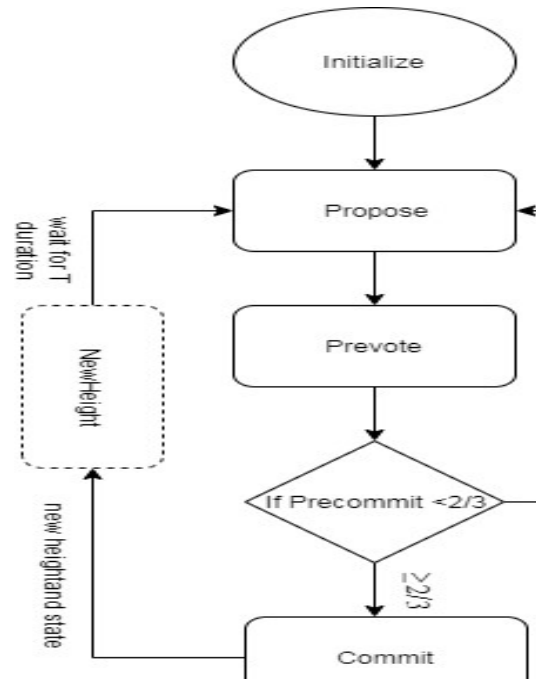 Initialize
Propose
wait for T
duration
Prevote
NewHeight
If Precommit <2/3
≥2/3
new heightand state
Commit